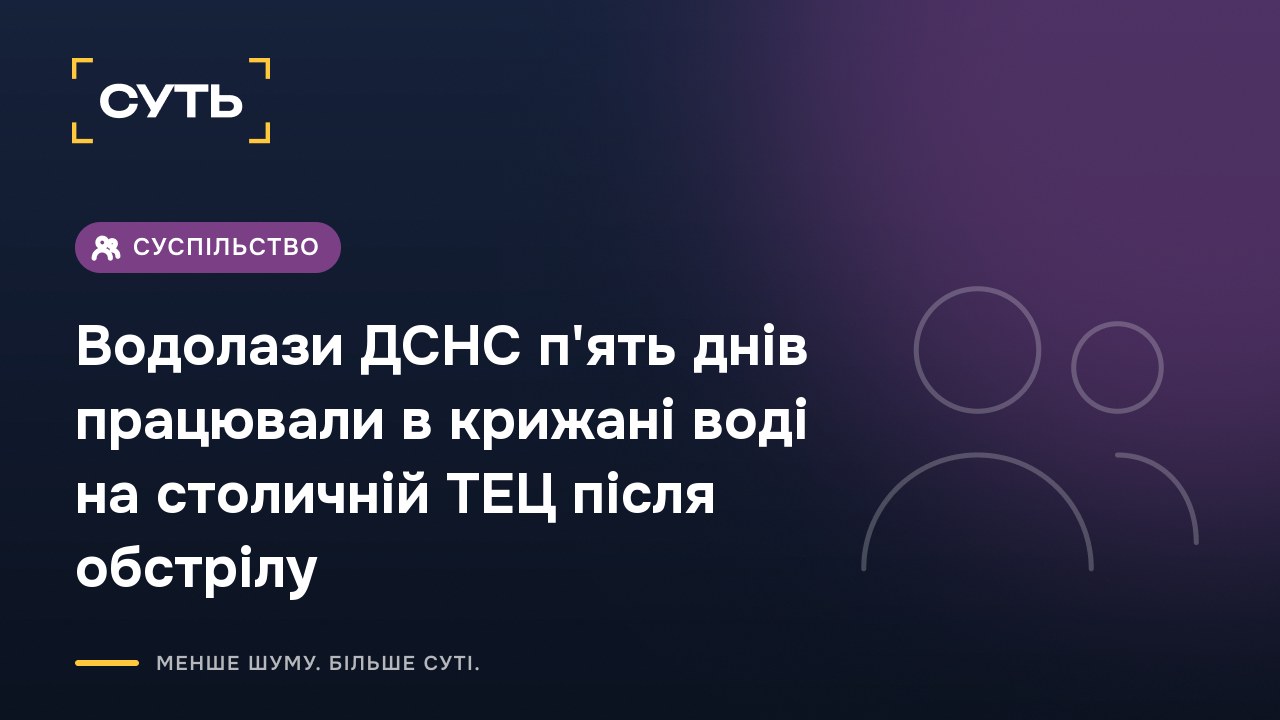 СУТЬ
СУСПІЛЬСТВО
Водолази ДСНС п'ять днів
працювали в крижані воді
на столичній ТЕЦ після
обстрілу
МЕНШЕ ШУМУ. БІЛЬШЕ СУТІ.